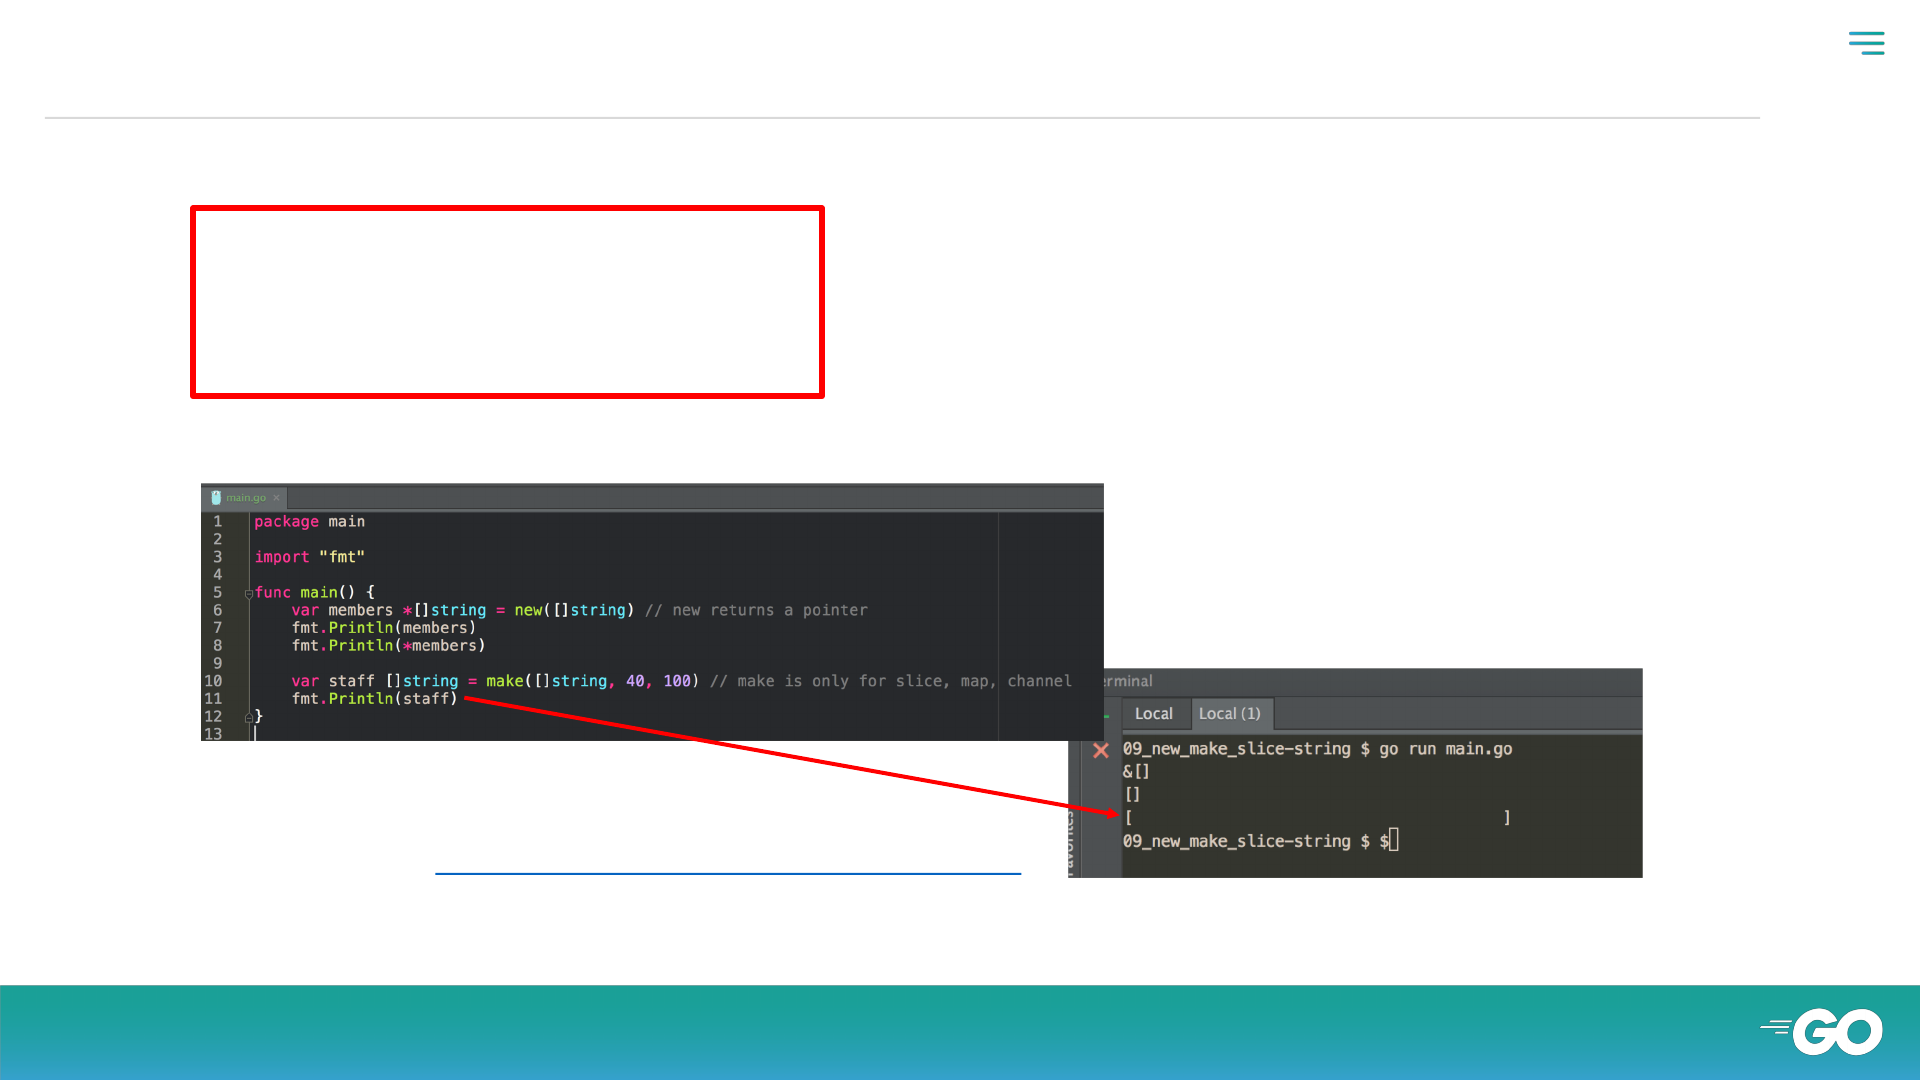 main.go
1 package main
2
3 import "fmt"
4
5 func main() {
6 var members *[]string = new([]string) // new returns a pointer
7 fmt.Println(members)
8 fmt.Println(*members)
9
10 var staff []string = make([]string, 40, 100) // make is only for slice, map, channel
11 fmt.Println(staff)
12 }
13
erminal
Local Local (1)
09_new_make_slice-string $ go run main.go
&[]
[]
[ ]
09_new_make_slice-string $ $
GO